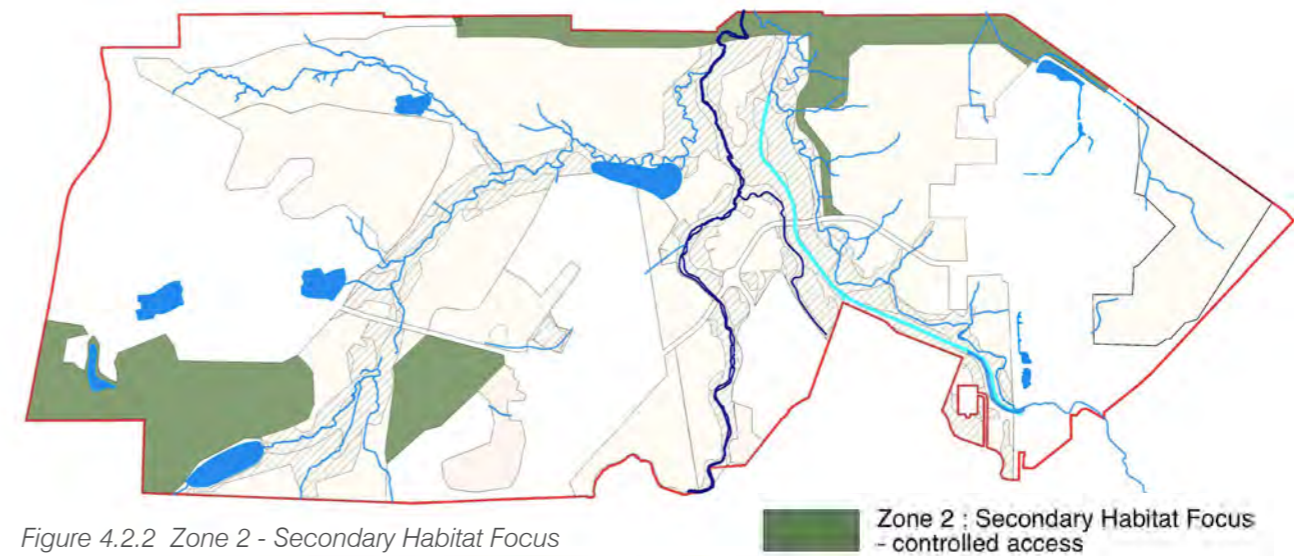 Figure 4.2.2 Zone 2 - Secondary Habitat Focus
Zone 2 : Secondary Habitat Focus
- controlled access